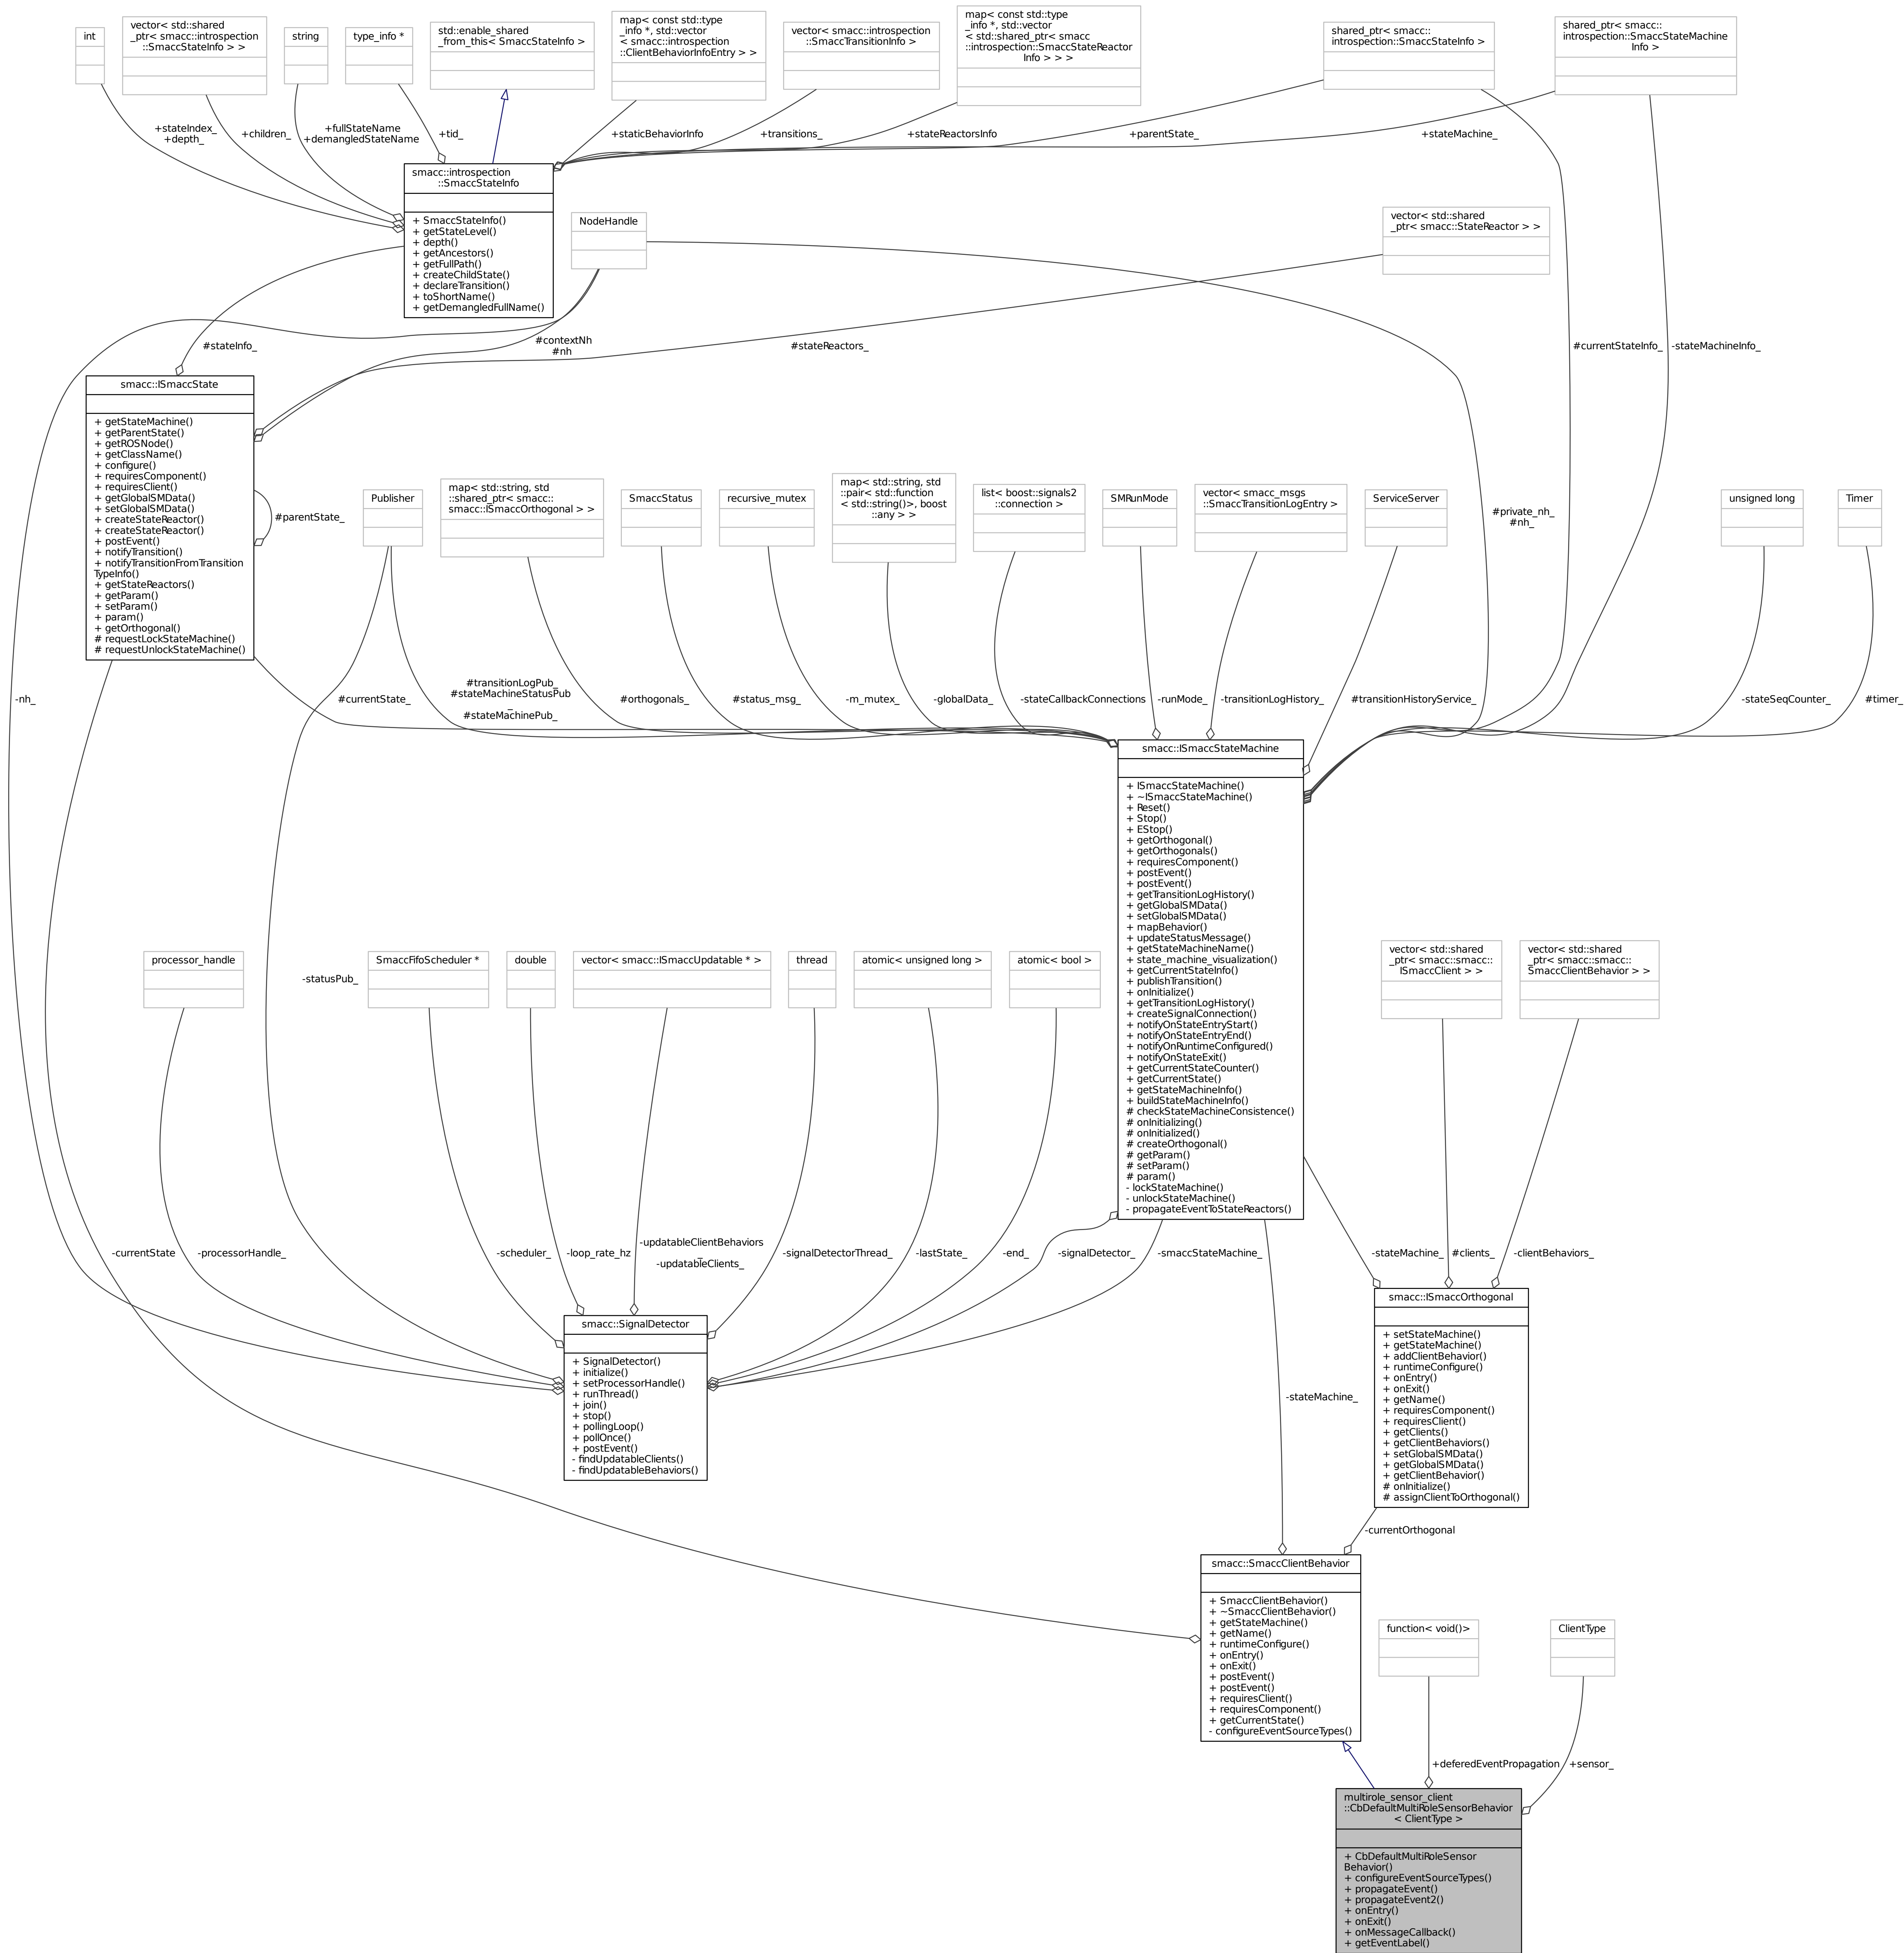 int
vector< std::shared
_ptr< smacc::introspection
::SmaccStateInfo > >
string
type_info *
std::enable_shared
_from_this< SmaccStateInfo >
map< const std::type
_info *, std::vector
< smacc::introspection
::ClientBehaviorInfoEntry > >
vector< smacc::introspection
::SmaccTransitionInfo >
map< const std::type
_info *, std::vector
< std::shared_ptr< smacc
::introspection::SmaccStateReactor
Info > > >
shared_ptr< smacc::
introspection::SmaccStateInfo >
shared_ptr< smacc::
introspection::SmaccStateMachine
Info >
+stateIndex_
+depth_
+children_
+fullStateName
+demangledStateName
+tid_
+staticBehaviorInfo
+transitions_
+stateReactorsInfo
+parentState_
+stateMachine_
smacc::introspection
::SmaccStateInfo
+ SmaccStateInfo()
+ getStateLevel()
+ depth()
+ getAncestors()
+ getFullPath()
+ createChildState()
+ declareTransition()
+ toShortName()
+ getDemangledFullName()
NodeHandle
vector< std::shared
_ptr< smacc::StateReactor > >
#stateInfo_
#contextNh
#nh
#stateReactors_
#currentStateInfo_
-stateMachineInfo_
smacc::ISmaccState
+ getStateMachine()
+ getParentState()
+ getROSNode()
+ getClassName()
+ configure()
+ requiresComponent()
+ requiresClient()
+ getGlobalSMData()
+ setGlobalSMData()
+ createStateReactor()
+ createStateReactor()
+ postEvent()
+ notifyTransition()
+ notifyTransitionFromTransition
TypeInfo()
+ getStateReactors()
+ getParam()
+ setParam()
+ param()
+ getOrthogonal()
# requestLockStateMachine()
# requestUnlockStateMachine()
#parentState_
Publisher
map< std::string, std
::shared_ptr< smacc::
smacc::ISmaccOrthogonal > >
SmaccStatus
recursive_mutex
map< std::string, std
::pair< std::function
< std::string()>, boost
::any > >
list< boost::signals2
::connection >
SMRunMode
vector< smacc_msgs
::SmaccTransitionLogEntry >
ServiceServer
#private_nh_
#nh_
unsigned long
Timer
-nh_
#currentState_
#transitionLogPub_
#stateMachineStatusPub
_
#stateMachinePub_
#orthogonals_
#status_msg_
-m_mutex_
-globalData_
-stateCallbackConnections
-runMode_
-transitionLogHistory_
#transitionHistoryService_
-stateSeqCounter_
#timer_
smacc::ISmaccStateMachine
+ ISmaccStateMachine()
+ ~ISmaccStateMachine()
+ Reset()
+ Stop()
+ EStop()
+ getOrthogonal()
+ getOrthogonals()
+ requiresComponent()
+ postEvent()
+ postEvent()
+ getTransitionLogHistory()
+ getGlobalSMData()
+ setGlobalSMData()
+ mapBehavior()
+ updateStatusMessage()
+ getStateMachineName()
+ state_machine_visualization()
+ getCurrentStateInfo()
+ publishTransition()
+ onInitialize()
+ getTransitionLogHistory()
+ createSignalConnection()
+ notifyOnStateEntryStart()
+ notifyOnStateEntryEnd()
+ notifyOnRuntimeConfigured()
+ notifyOnStateExit()
+ getCurrentStateCounter()
+ getCurrentState()
+ getStateMachineInfo()
+ buildStateMachineInfo()
# checkStateMachineConsistence()
# onInitializing()
# onInitialized()
# createOrthogonal()
# getParam()
# setParam()
# param()
- lockStateMachine()
- unlockStateMachine()
- propagateEventToStateReactors()
processor_handle
-statusPub_
SmaccFifoScheduler *
double
vector< smacc::ISmaccUpdatable * >
thread
atomic< unsigned long >
atomic< bool >
vector< std::shared
_ptr< smacc::smacc::
ISmaccClient > >
vector< std::shared
_ptr< smacc::smacc::
SmaccClientBehavior > >
-currentState
-processorHandle_
-scheduler_
-loop_rate_hz
-updatableClientBehaviors
_
-updatableClients_
-signalDetectorThread_
-lastState_
-end_
-signalDetector_
-smaccStateMachine_
-stateMachine_
#clients_
-clientBehaviors_
smacc::SignalDetector
+ SignalDetector()
+ initialize()
+ setProcessorHandle()
+ runThread()
+ join()
+ stop()
+ pollingLoop()
+ pollOnce()
+ postEvent()
- findUpdatableClients()
- findUpdatableBehaviors()
smacc::ISmaccOrthogonal
+ setStateMachine()
+ getStateMachine()
+ addClientBehavior()
+ runtimeConfigure()
+ onEntry()
+ onExit()
+ getName()
+ requiresComponent()
+ requiresClient()
+ getClients()
+ getClientBehaviors()
+ setGlobalSMData()
+ getGlobalSMData()
+ getClientBehavior()
# onInitialize()
# assignClientToOrthogonal()
-stateMachine_
-currentOrthogonal
smacc::SmaccClientBehavior
+ SmaccClientBehavior()
+ ~SmaccClientBehavior()
+ getStateMachine()
+ getName()
+ runtimeConfigure()
+ onEntry()
+ onExit()
+ postEvent()
+ postEvent()
+ requiresClient()
+ requiresComponent()
+ getCurrentState()
- configureEventSourceTypes()
function< void()>
ClientType
+deferedEventPropagation
+sensor_
multirole_sensor_client
::CbDefaultMultiRoleSensorBehavior
< ClientType >
+ CbDefaultMultiRoleSensor
Behavior()
+ configureEventSourceTypes()
+ propagateEvent()
+ propagateEvent2()
+ onEntry()
+ onExit()
+ onMessageCallback()
+ getEventLabel()